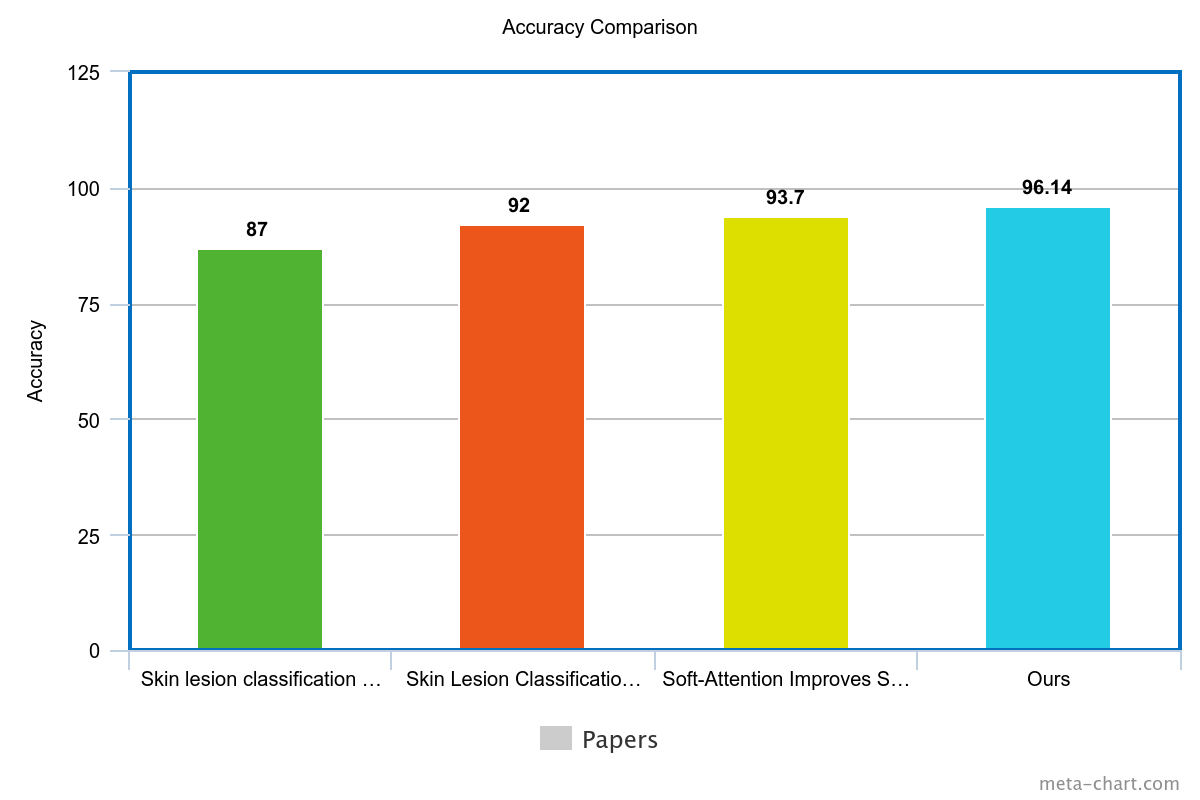 Accuracy Comparison
125
100
75
50
25
0
Accuracy
87
92
93.7
96.14
Skin lesion classification …
Skin Lesion Classificatio…
Soft-Attention Improves S…
Ours
Papers
meta-chart.com